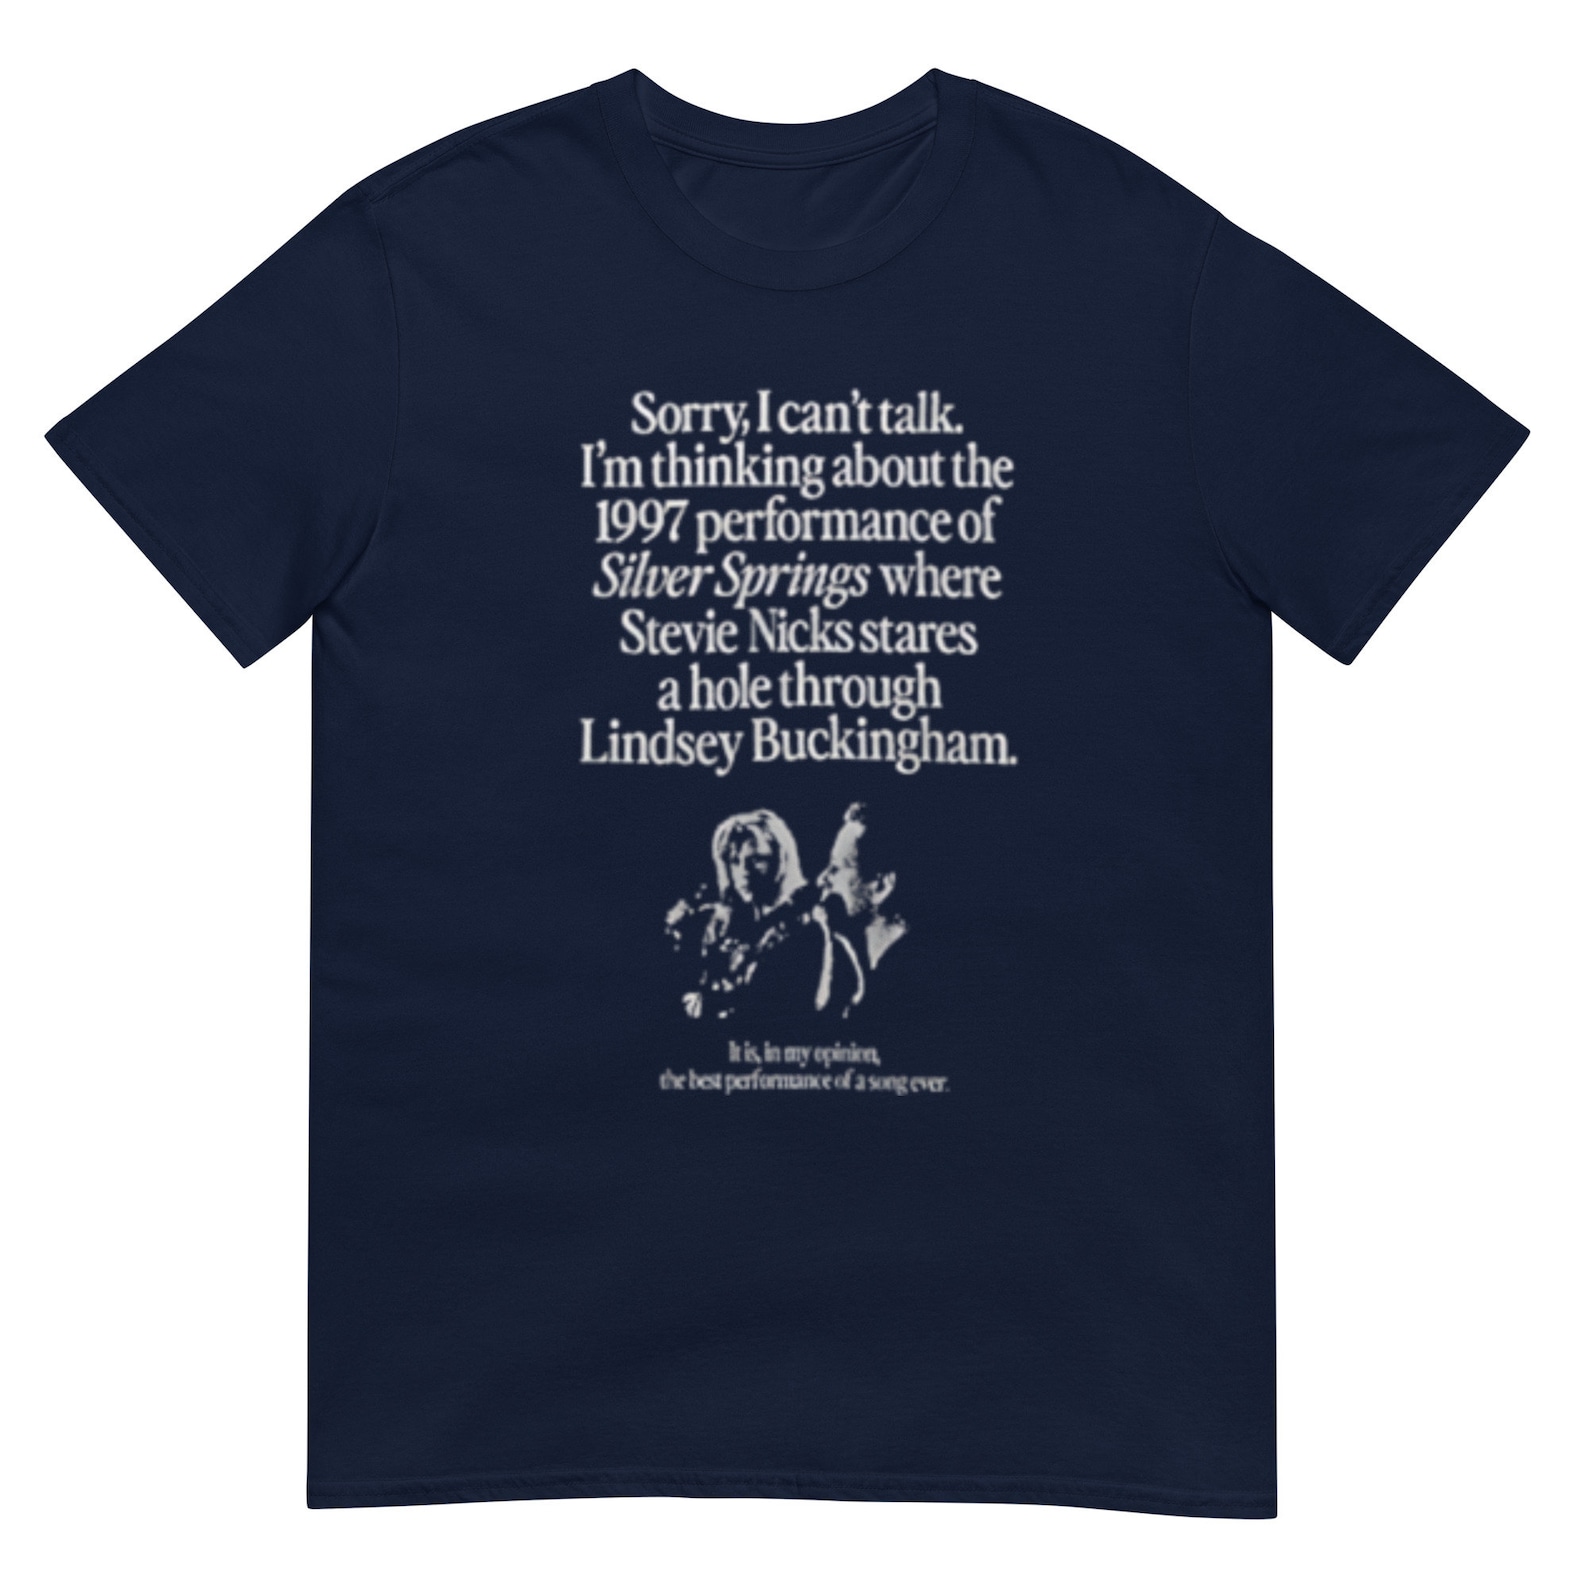 Sorry, I can't talk.
I'm thinking about the
1997 performance of
Silver Springs where
Stevie Nicks stares
a hole through
Lindsey Buckingham.
It is, in my opinion,
the best performance of a song ever.